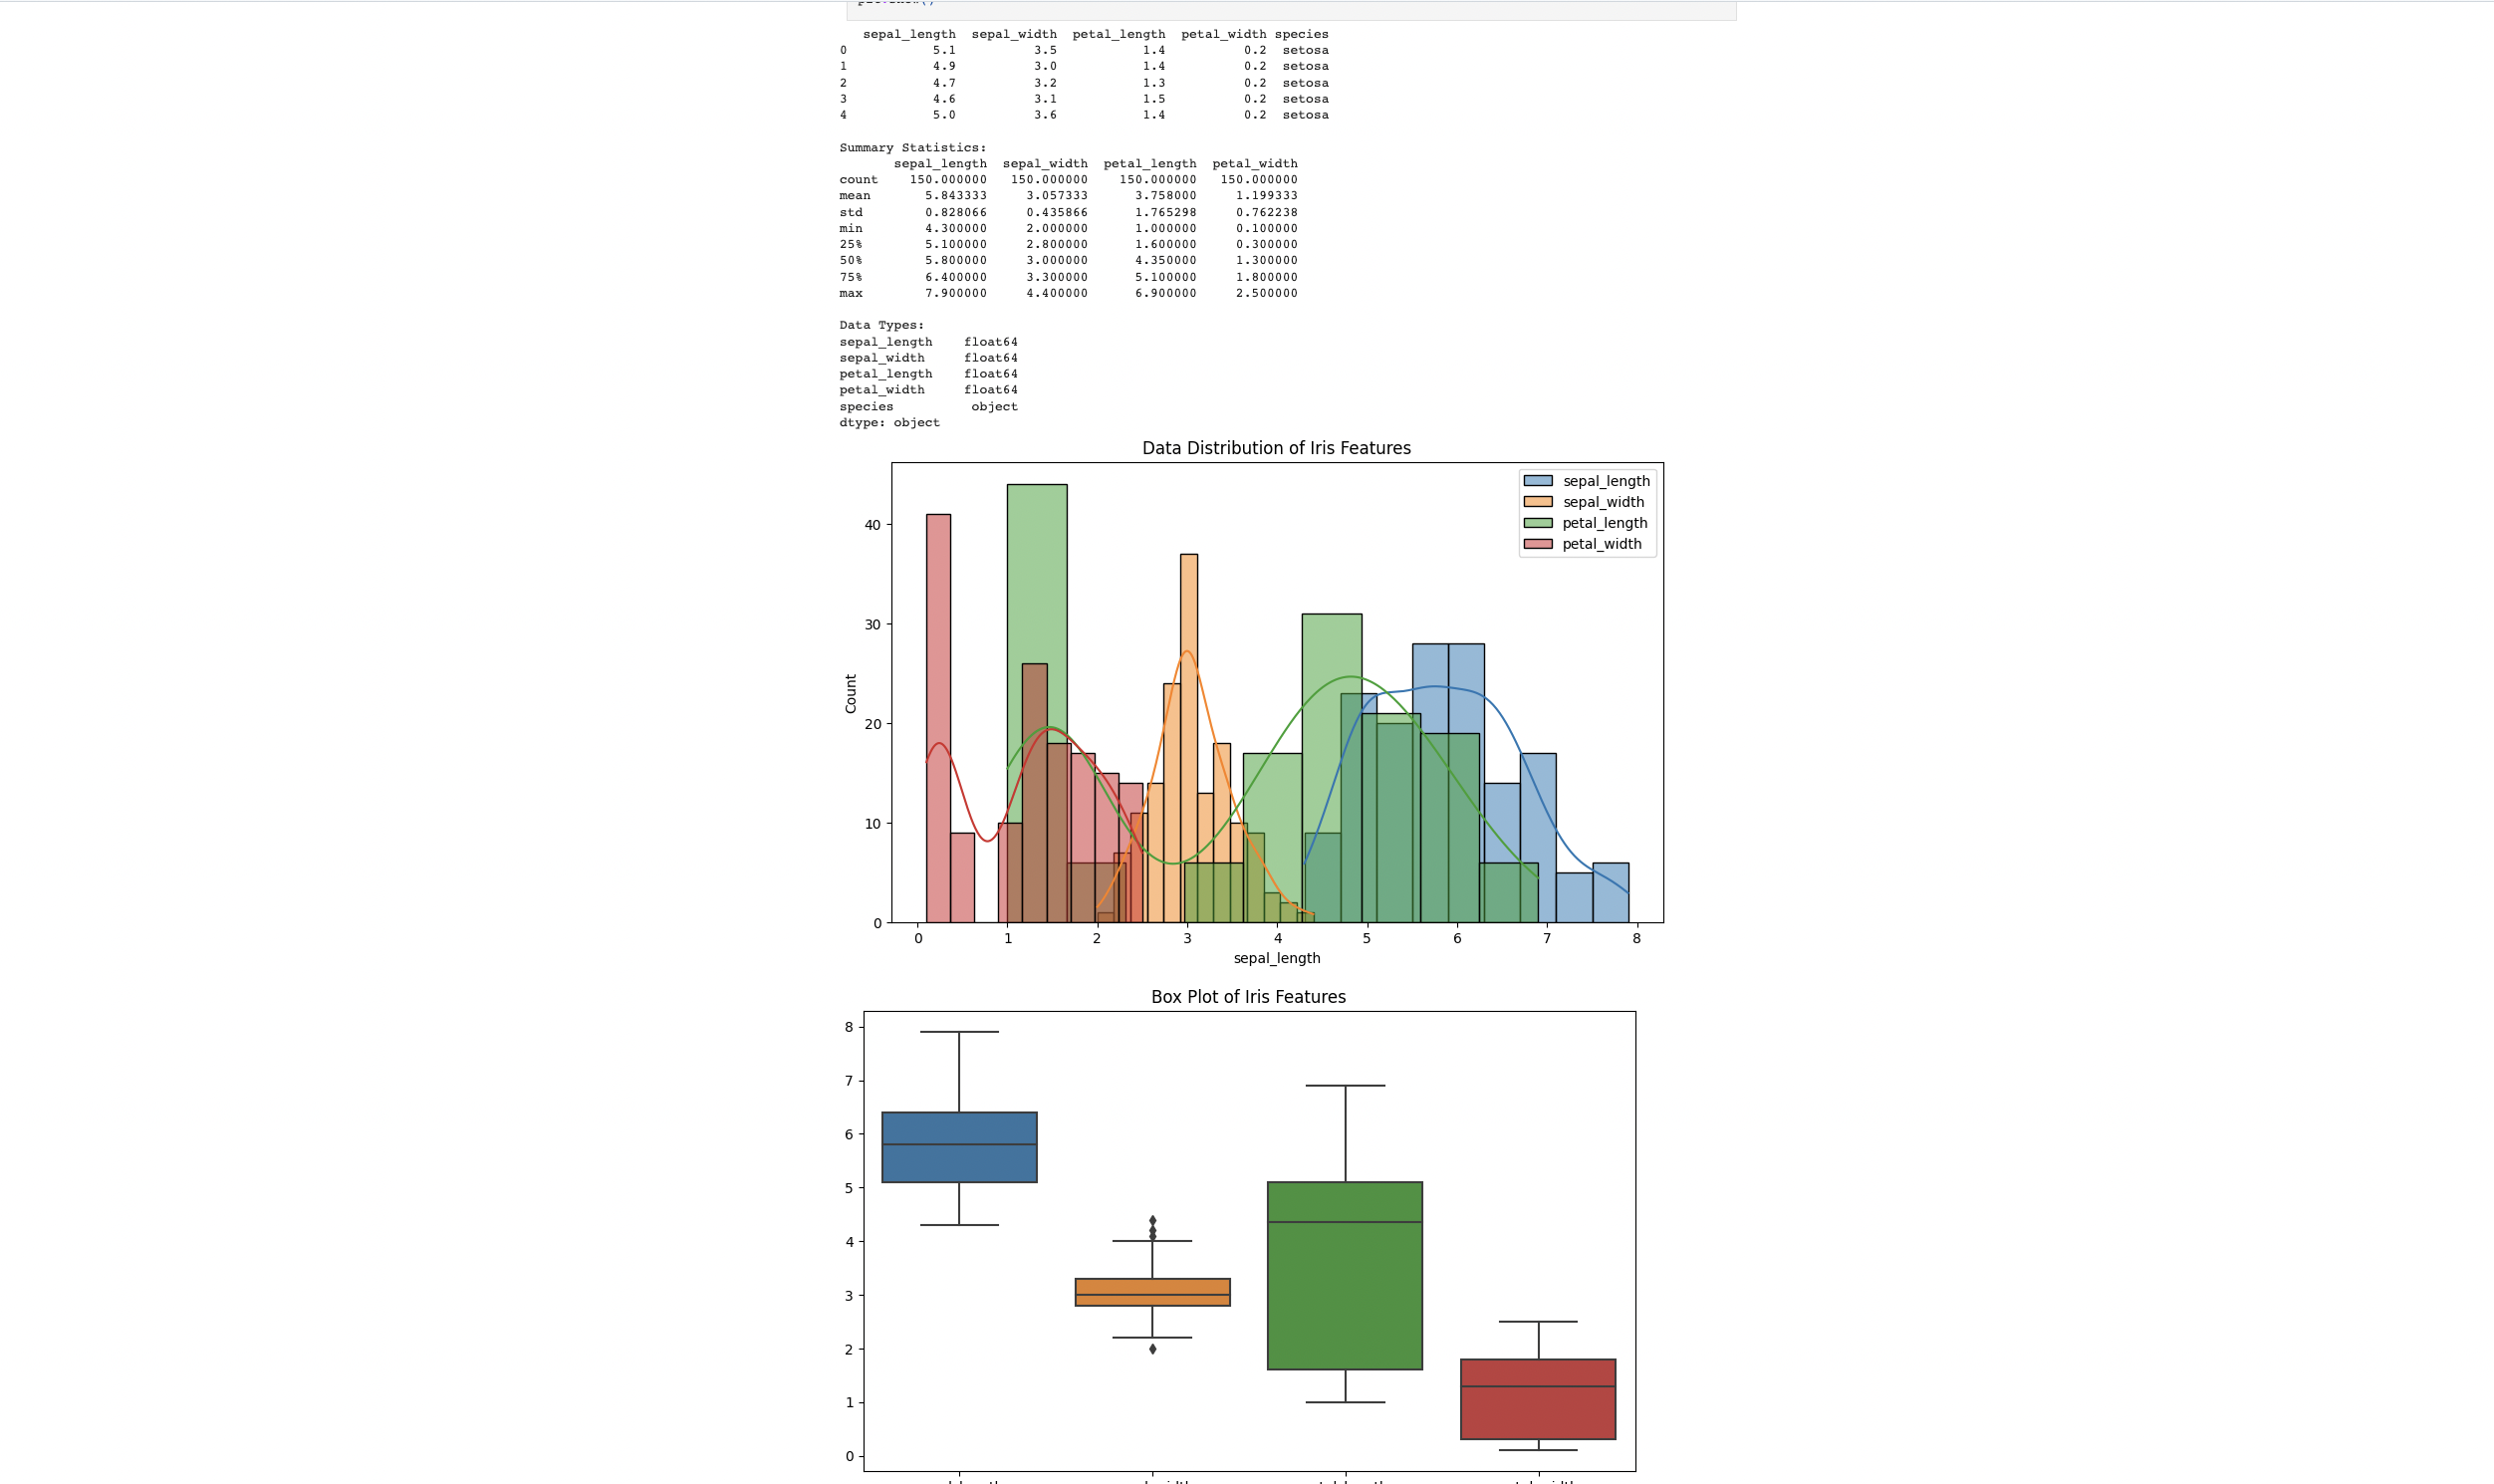 sepal_length  sepal_width  petal_length  petal_width species
0           5.1          3.5           1.4          0.2  setosa
1           4.9          3.0           1.4          0.2  setosa
2           4.7          3.2           1.3          0.2  setosa
3           4.6          3.1           1.5          0.2  setosa
4           5.0          3.6           1.4          0.2  setosa
Summary Statistics:
sepal_length  sepal_width  petal_length  petal_width
count    150.000000   150.000000    150.000000   150.000000
mean       5.843333     3.057333      3.758000     1.199333
std        0.828066     0.435866      1.765298     0.762238
min        4.300000     2.000000      1.000000     0.100000
25%        5.100000     2.800000      1.600000     0.300000
50%        5.800000     3.000000      4.350000     1.300000
75%        6.400000     3.300000      5.100000     1.800000
max        7.900000     4.400000      6.900000     2.500000
Data Types:
sepal_length    float64
sepal_width     float64
petal_length    float64
petal_width     float64
species          object
dtype: object
Data Distribution of Iris Features
sepal_length
sepal_width
petal_length
petal_width
40
30
20
10
0
Count
0 1 2 3 4 5 6 7 8
sepal_length
Box Plot of Iris Features
8
7
6
5
4
3
2
1
0